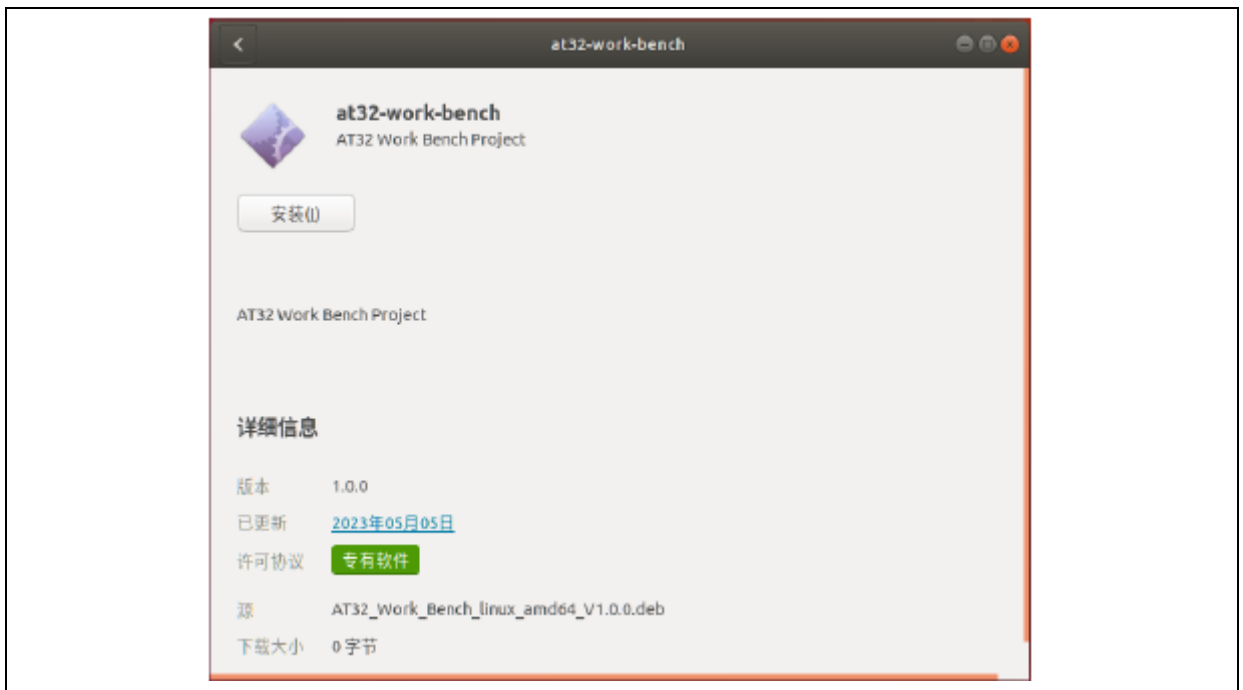 at32-work-bench
at32-work-bench
AT32 Work Bench Project
安装(I)
AT32 Work Bench Project
详细信息
版本 1.0.0
已更新 2023年05月05日
许可协议 专有软件
源 AT32_Work_Bench_linux_amd64_V1.0.0.deb
下载大小 0 字节